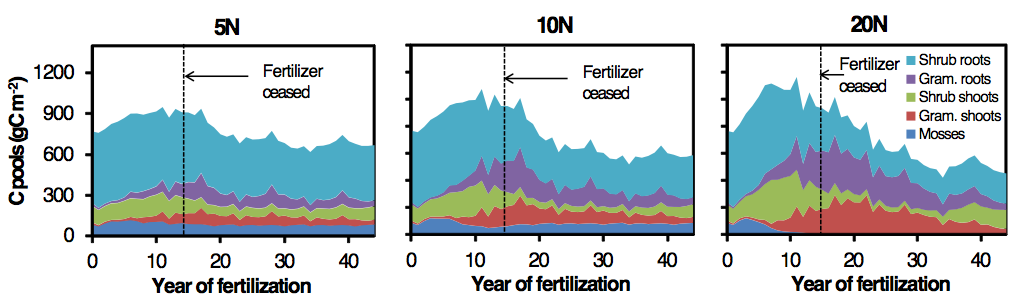 5N
10N
20N
C pools (gCm⁻²)
1200
900
600
300
0
Fertilizer
ceased
Fertilizer
ceased
Fertilizer
ceased
Shrub roots
Gram. roots
Shrub shoots
Gram. shoots
Mosses
0 10 20 30 40
0 10 20 30 40
0 10 20 30 40
Year of fertilization
Year of fertilization
Year of fertilization